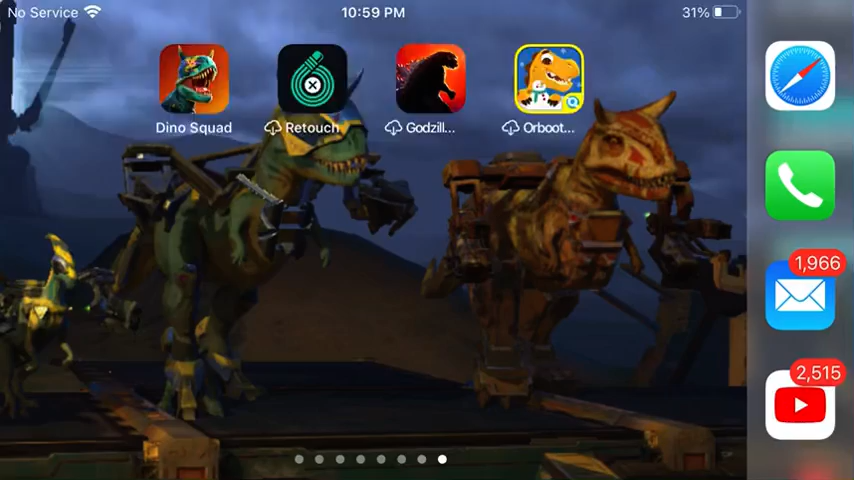 No Service
10:59 PM
31%
Dino Squad
Retouch
Godzill...
Orboot...
1,966
2,515